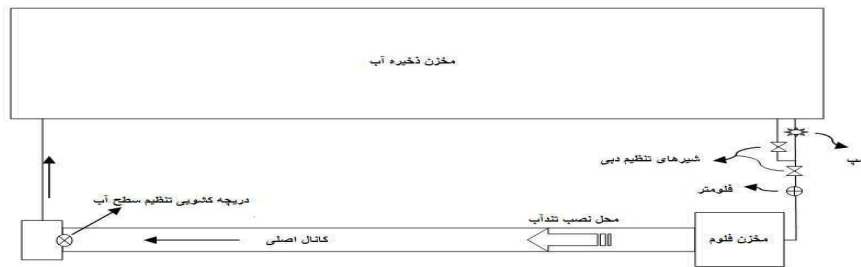 مخزن ذخیره آب
شیرهای تنظیم دبی
فلومتر
دریچه کشویی تنظیم سطح آب
محل نصب تندآب
کانال اصلی
مخزن فلوم